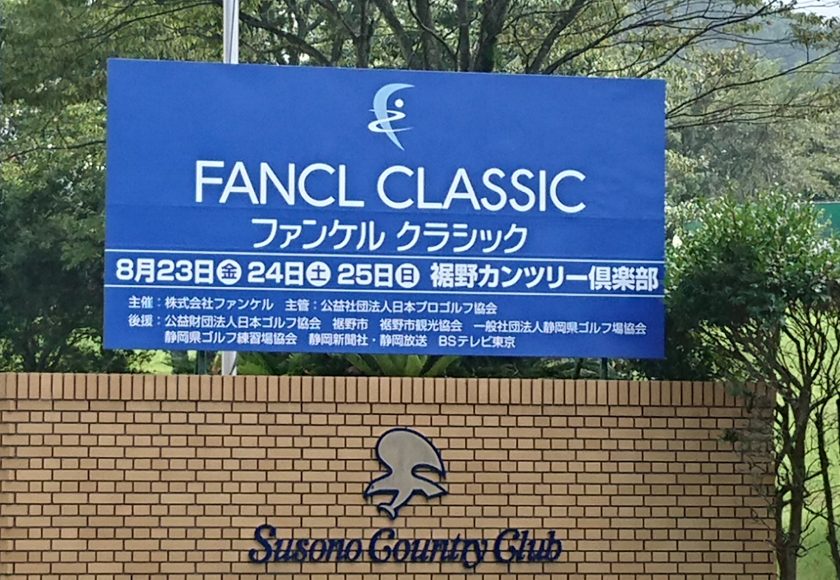 FANCL CLASSIC
ファンケル クラシック
8月23日金 24日土 25日日 裾野カンツリー倶楽部
主催：株式会社ファンケル 主管：公益社団法人日本プロゴルフ協会
後援：公益財団法人日本ゴルフ協会 裾野市 裾野市観光協会 一般社団法人静岡県ゴルフ場協会
静岡県ゴルフ練習場協会 静岡新聞社・静岡放送 BSテレビ東京
Susono Country Club